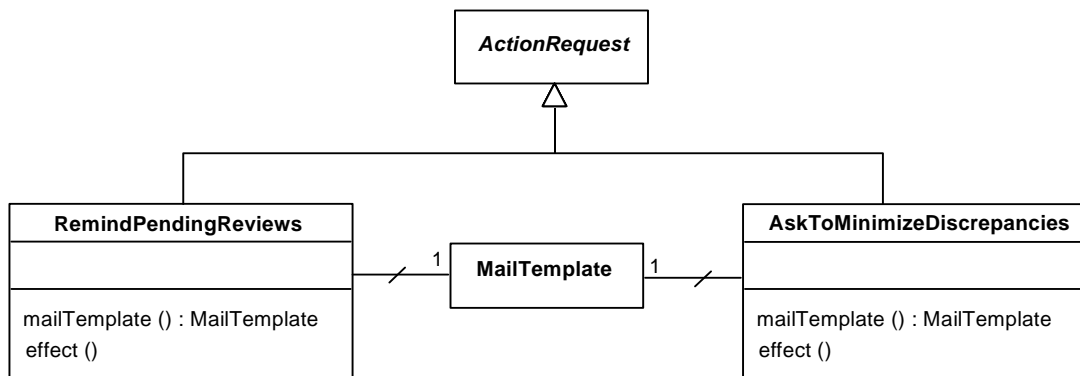 ActionRequest
RemindPendingReviews
mailTemplate () : MailTemplate
effect ()
1
MailTemplate
1
AskToMinimizeDiscrepancies
mailTemplate () : MailTemplate
effect ()